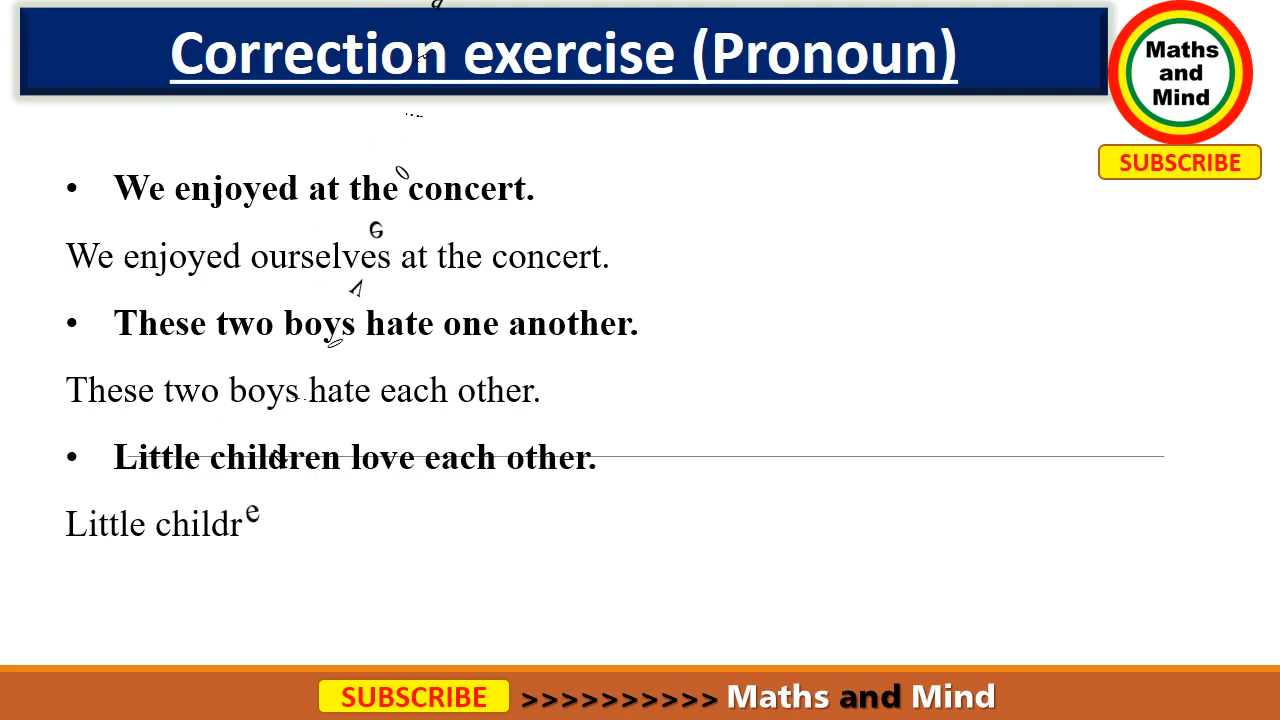 Correction exercise (Pronoun)
Maths
and
Mind
SUBSCRIBE
• We enjoyed at the concert.
We enjoyed ourselves at the concert.
• These two boys hate one another.
These two boys hate each other.
• Little children love each other.
Little childre
SUBSCRIBE >>>>>>>>>> Maths and Mind